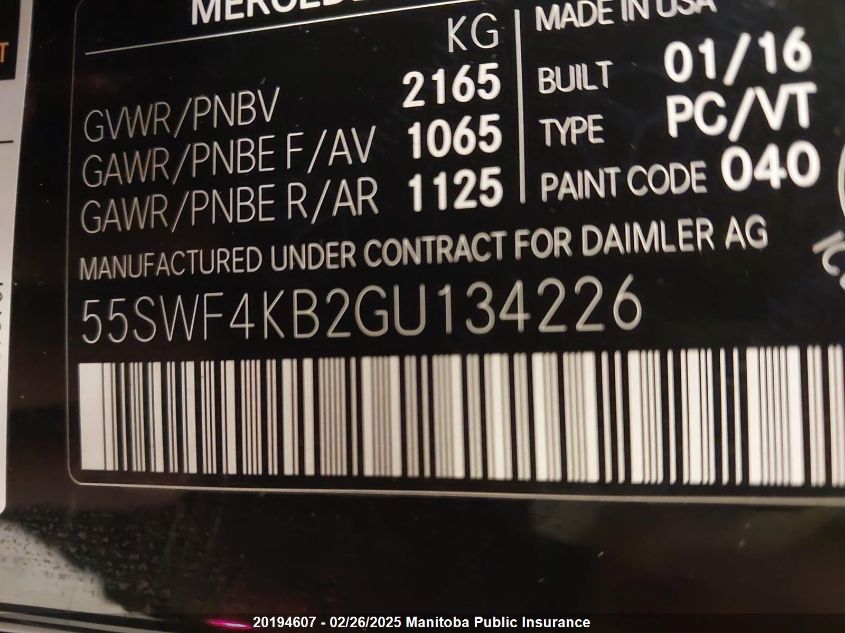 MERCEDE
KG
GVWR/PNBV 2165
GAWR/PNBE F/AV 1065
GAWR/PNBE R/AR 1125
MADE IN USA
BUILT 01/16
TYPE PC/VT
PAINT CODE 040
MANUFACTURED UNDER CONTRACT FOR DAIMLER AG
55SWF4KB2GU134226
20194607 - 02/26/2025 Manitoba Public Insurance